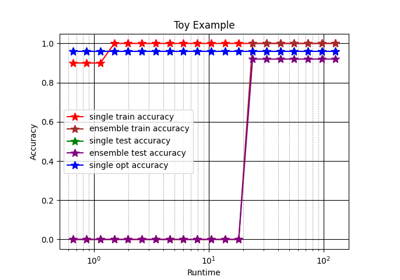 Toy Example
1.0
0.8
0.6
0.4
0.2
0.0
Accuracy
single train accuracy
ensemble train accuracy
single test accuracy
ensemble test accuracy
single opt accuracy
10⁰
10¹
10²
Runtime